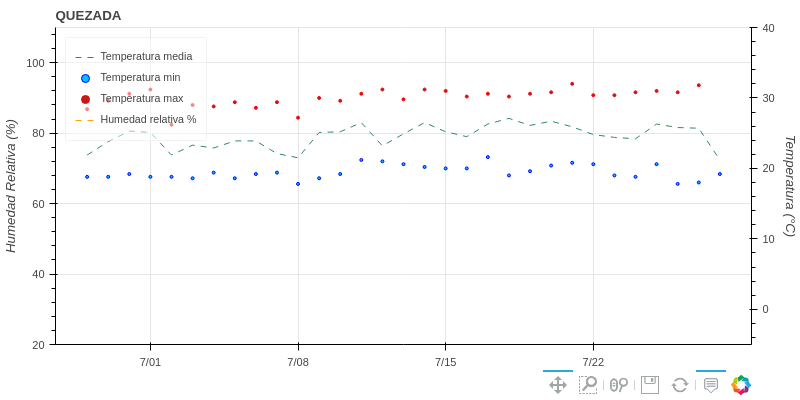 QUEZADA
Temperatura media
Temperatura min
Temperatura max
Humedad relativa %
Humedad Relativa (%)
100
80
60
40
20
Temperatura (°C)
40
30
20
10
0
7/01 7/08 7/15 7/22